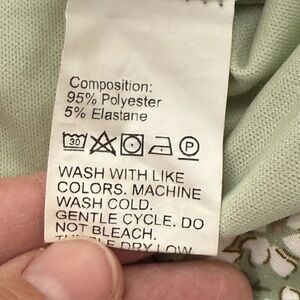 Composition:
95% Polyester
5% Elastane
30 P
WASH WITH LIKE
COLORS. MACHINE
WASH COLD.
GENTLE CYCLE. DO
NOT BLEACH.
TUMBLE DRY LOW